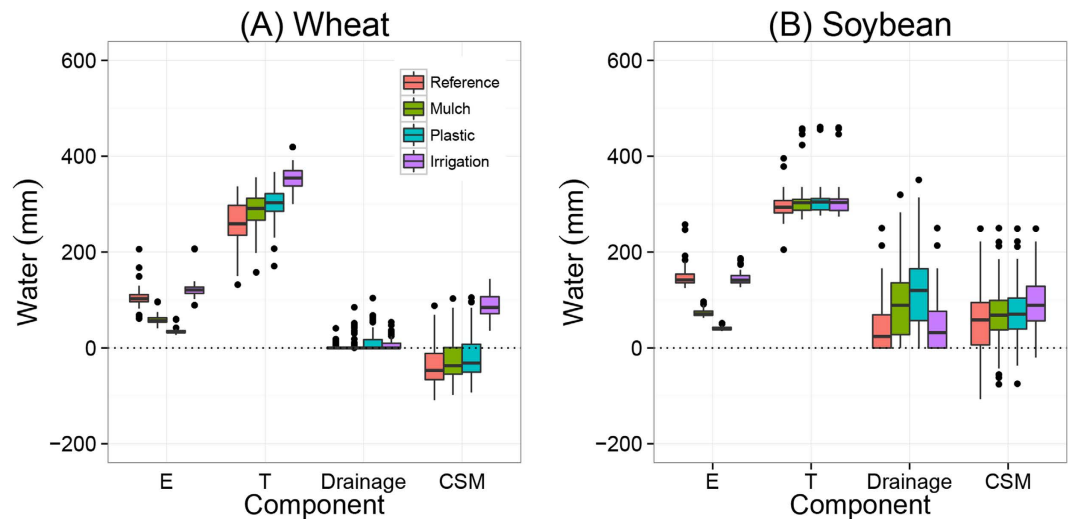 (A) Wheat
Water (mm)
600
400
200
0
−200
Reference
Mulch
Plastic
Irrigation
E T Drainage CSM
Component
(B) Soybean
Water (mm)
600
400
200
0
−200
E T Drainage CSM
Component